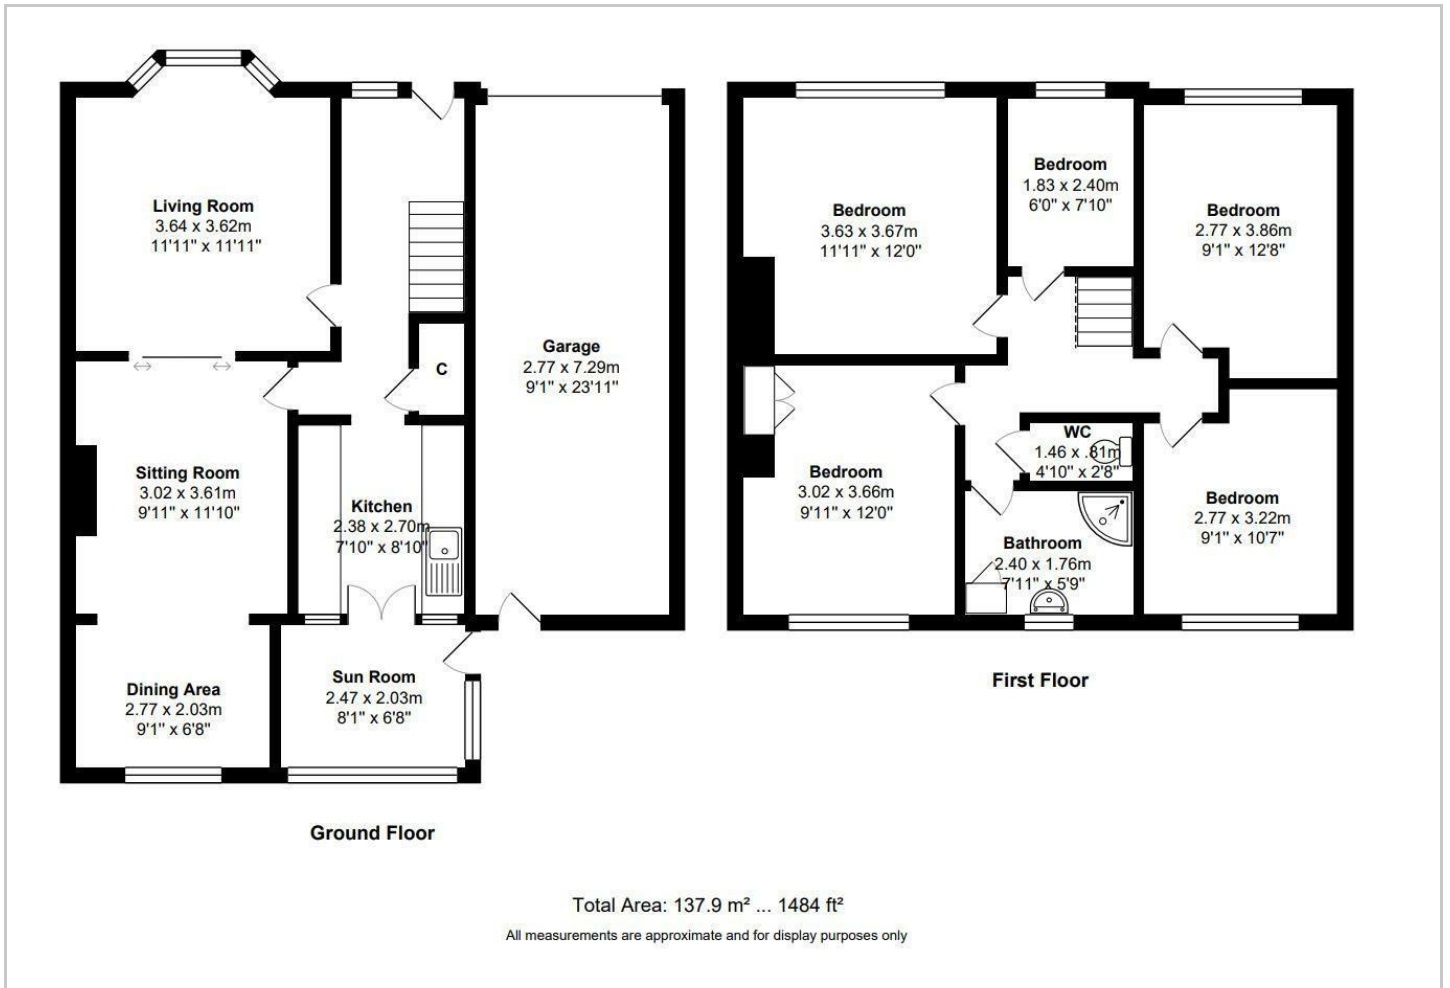 Living Room
3.64 x 3.62m
11'11" x 11'11"
Sitting Room
3.02 x 3.61m
9'11" x 11'10"
Dining Area
2.77 x 2.03m
9'1" x 6'8"
C
Kitchen
2.38 x 2.70m
7'10" x 8'10"
Sun Room
2.47 x 2.03m
8'1" x 6'8"
Garage
2.77 x 7.29m
9'1" x 23'11"
Ground Floor
Bedroom
3.63 x 3.67m
11'11" x 12'0"
Bedroom
1.83 x 2.40m
6'0" x 7'10"
Bedroom
2.77 x 3.86m
9'1" x 12'8"
Bedroom
3.02 x 3.66m
9'11" x 12'0"
WC
1.46 x .81m
4'10" x 2'8"
Bathroom
2.40 x 1.76m
7'11" x 5'9"
Bedroom
2.77 x 3.22m
9'1" x 10'7"
First Floor
Total Area: 137.9 m² ... 1484 ft²
All measurements are approximate and for display purposes only